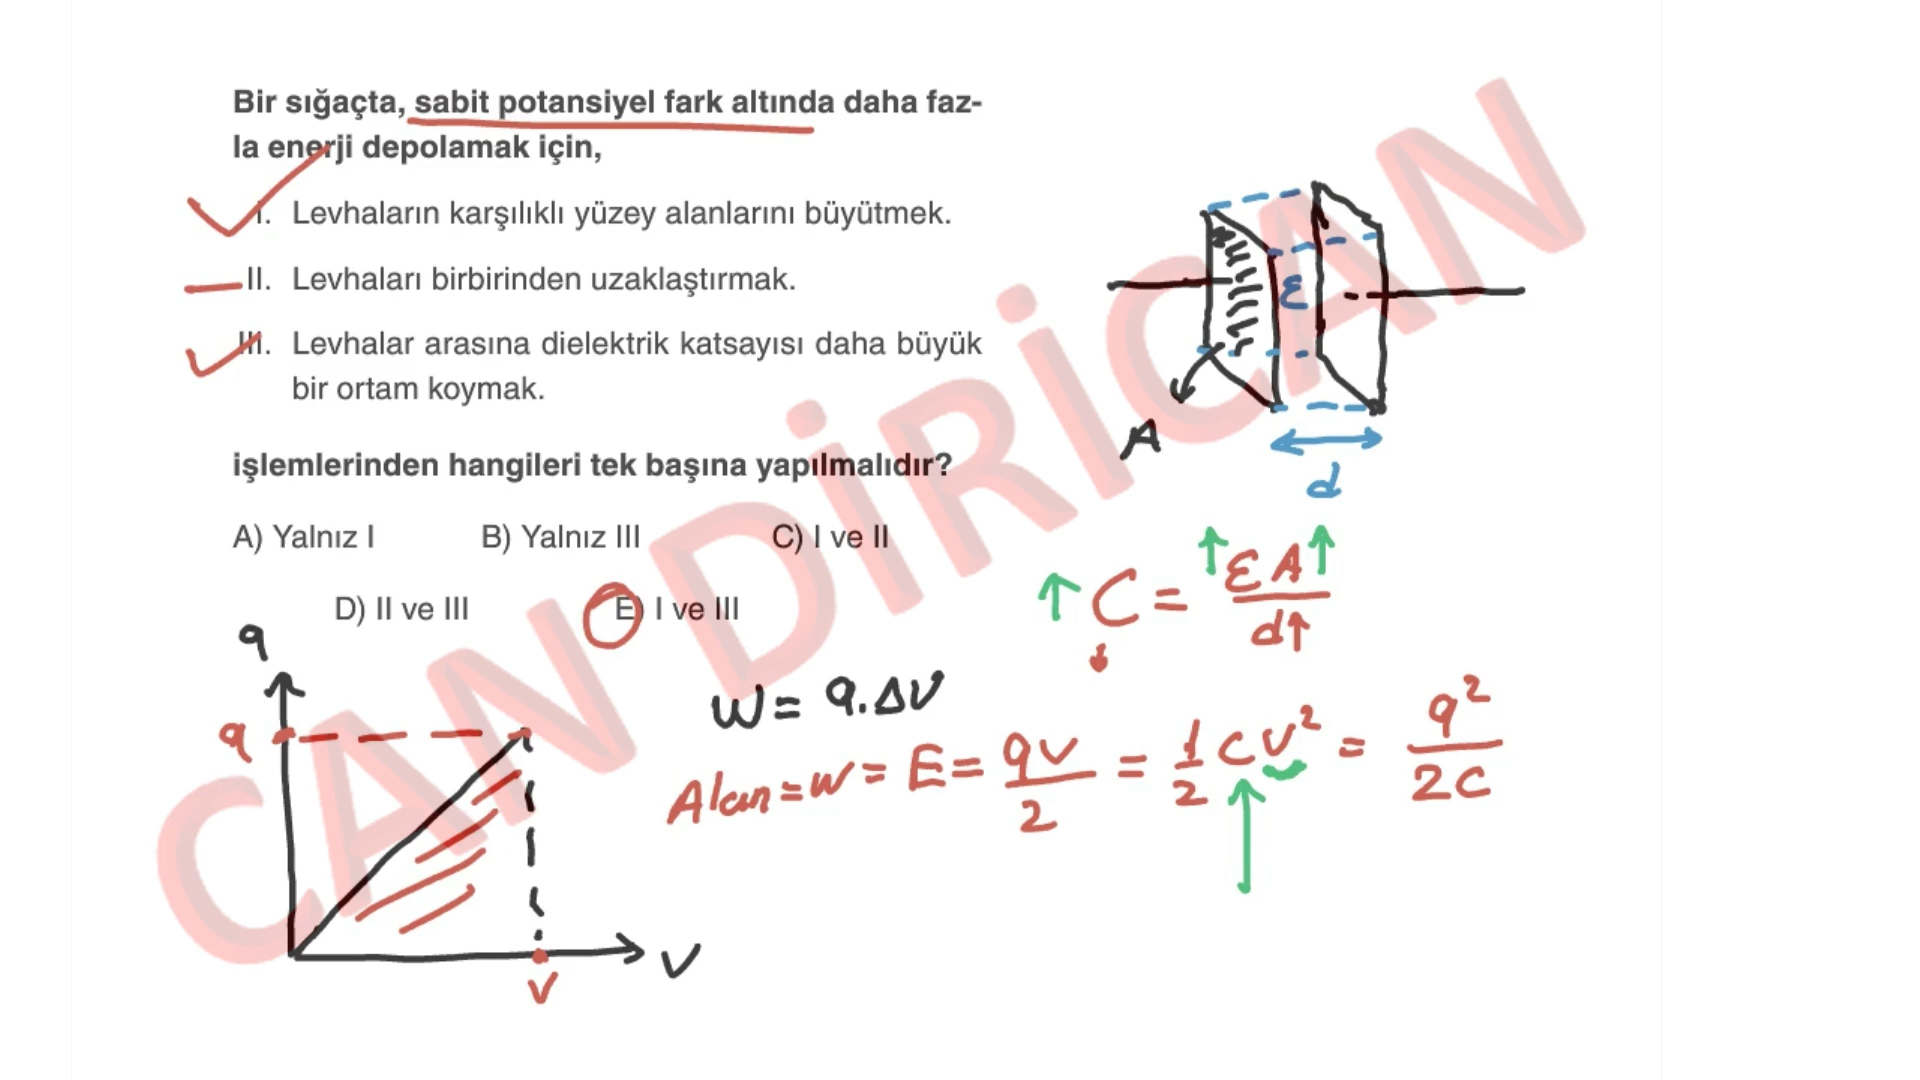 Bir sığaçta, sabit potansiyel fark altında daha faz-
la enerji depolamak için,
I. Levhaların karşılıklı yüzey alanlarını büyütmek.
II. Levhaları birbirinden uzaklaştırmak.
III. Levhalar arasına dielektrik katsayısı daha büyük
bir ortam koymak.
işlemlerinden hangileri tek başına yapılmalıdır?
A) Yalnız I B) Yalnız III C) I ve II
D) II ve III E) I ve III
ε
A
d
↑C = ↑εA↑ / d↑
↓
q
q
V
V
W = q.ΔV
Alan = W = E = qV/2 = 1/2 CV² = q²/2C
CAN DİRİCAN